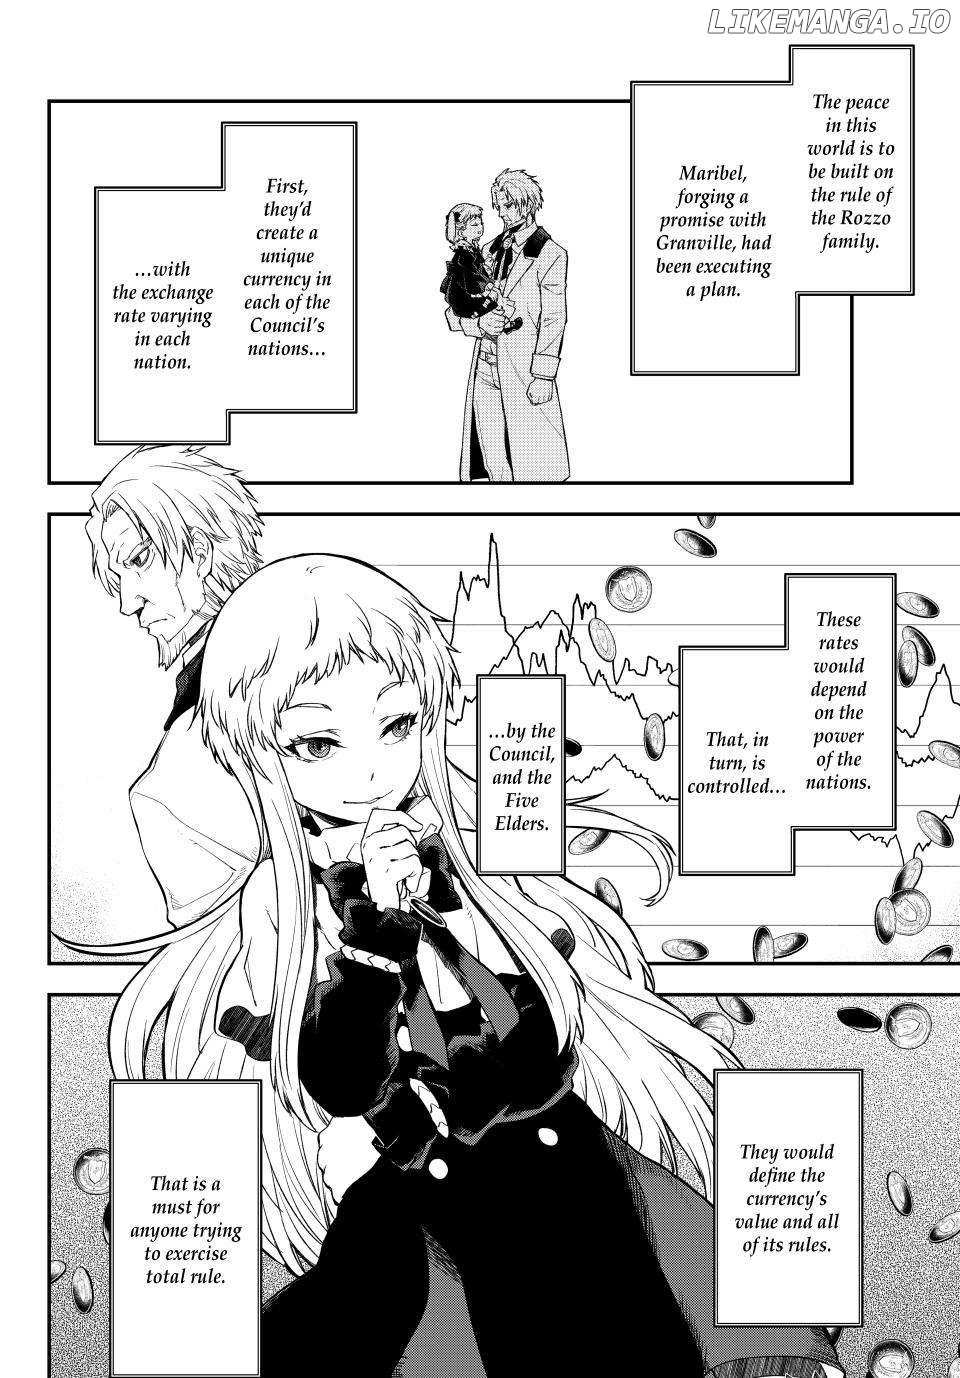 LIKEMANGA.IO
The peace
in this
world is to
be built on
the rule of
the Rozzo
family.
Maribel,
forging a
promise with
Granville, had
been executing
a plan.
First,
they'd
create a
unique
currency in
each of the
Council's
nations…
…with
the exchange
rate varying
in each
nation.
These
rates
would
depend
on the
power
of the
nations.
That, in
turn, is
controlled…
…by the
Council,
and the
Five
Elders.
They would
define the
currency's
value and all
of its rules.
That is a
must for
anyone trying
to exercise
total rule.